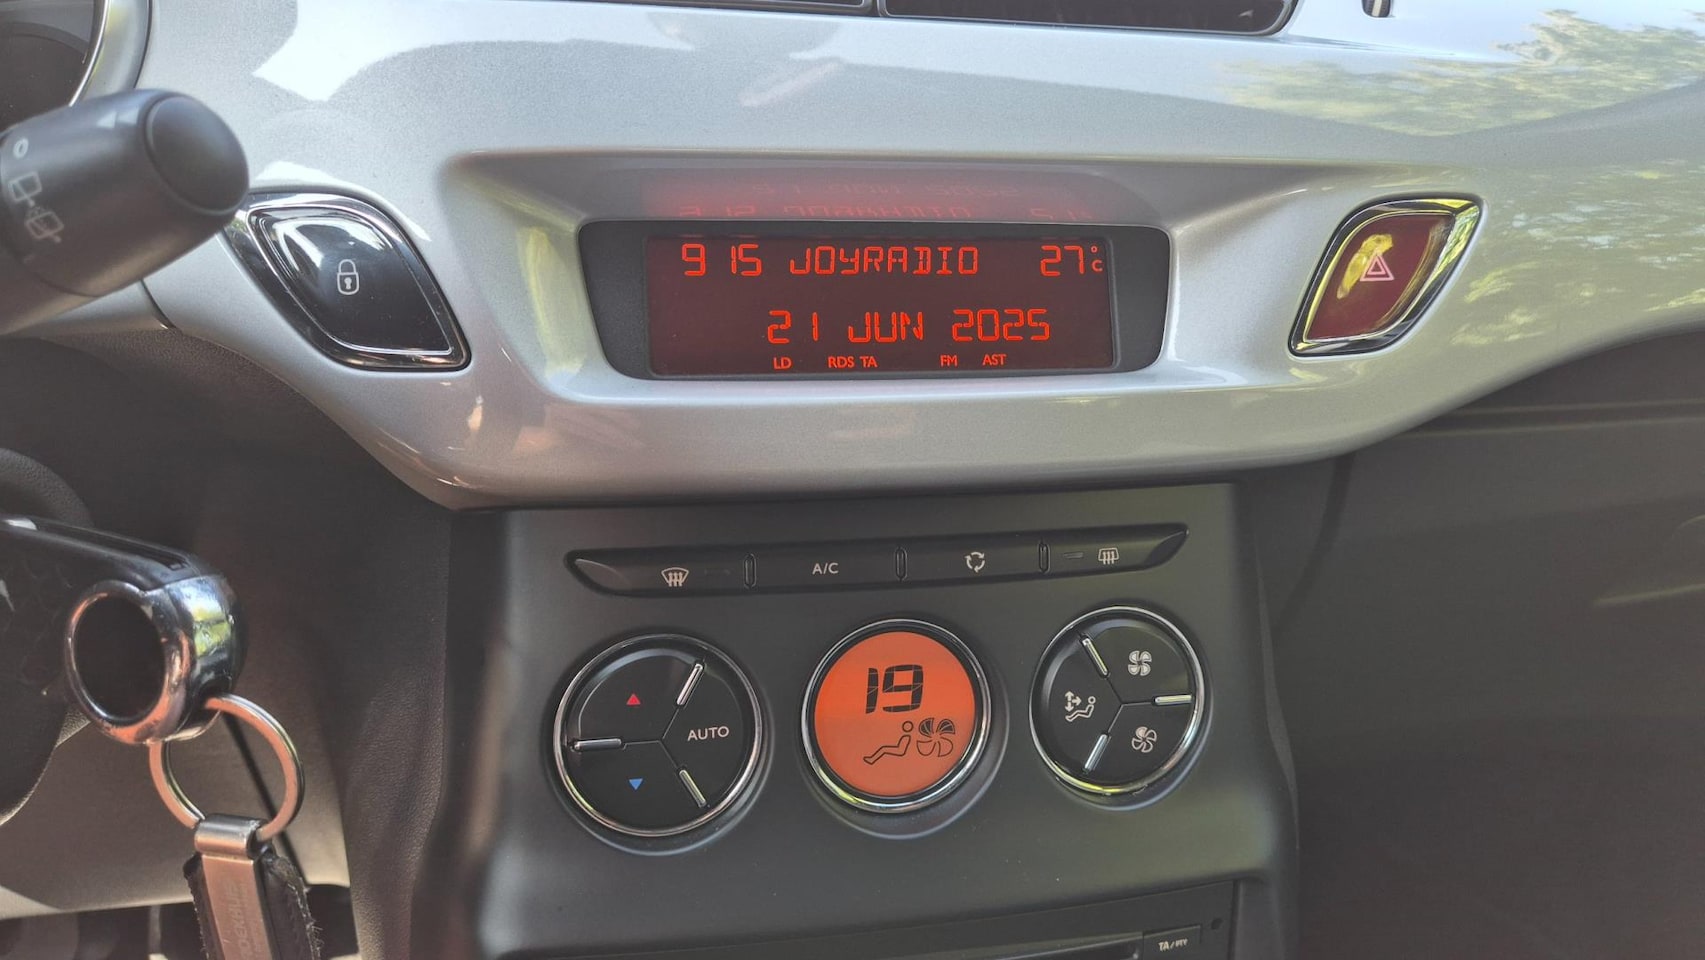 9 15 JOYRADIO 27°C
21 JUN 2025
LD RDS TA FM AST
A/C
19
AUTO
TA/PTY